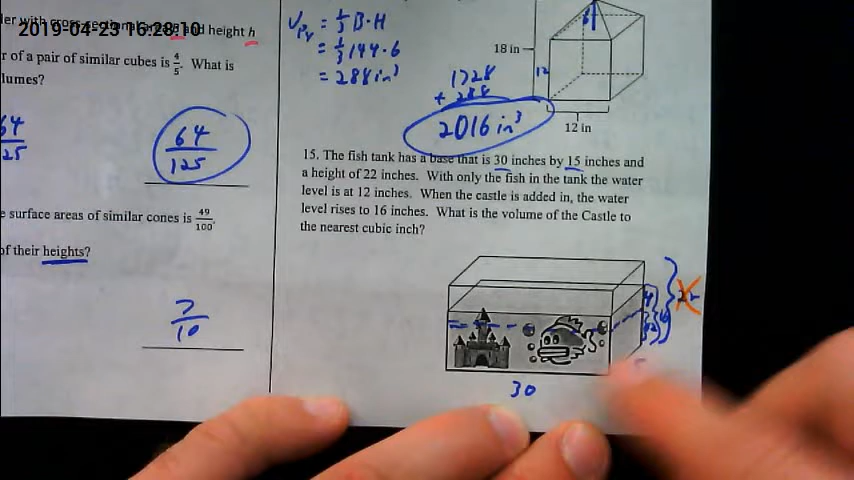 2019-04-23 16:28:10
ler with cross-sectional and height h
r of a pair of similar cubes is 4/5. What is
lumes?
64
25
64
125
e surface areas of similar cones is 49/100.
of their heights?
7
10
= 1/3 B·H
= 1/3 144·6
= 288 in³
1728
+ 288
2016 in³
18 in
12
12 in
15. The fish tank has a base that is 30 inches by 15 inches and
a height of 22 inches. With only the fish in the tank the water
level is at 12 inches. When the castle is added in, the water
level rises to 16 inches. What is the volume of the Castle to
the nearest cubic inch?
30